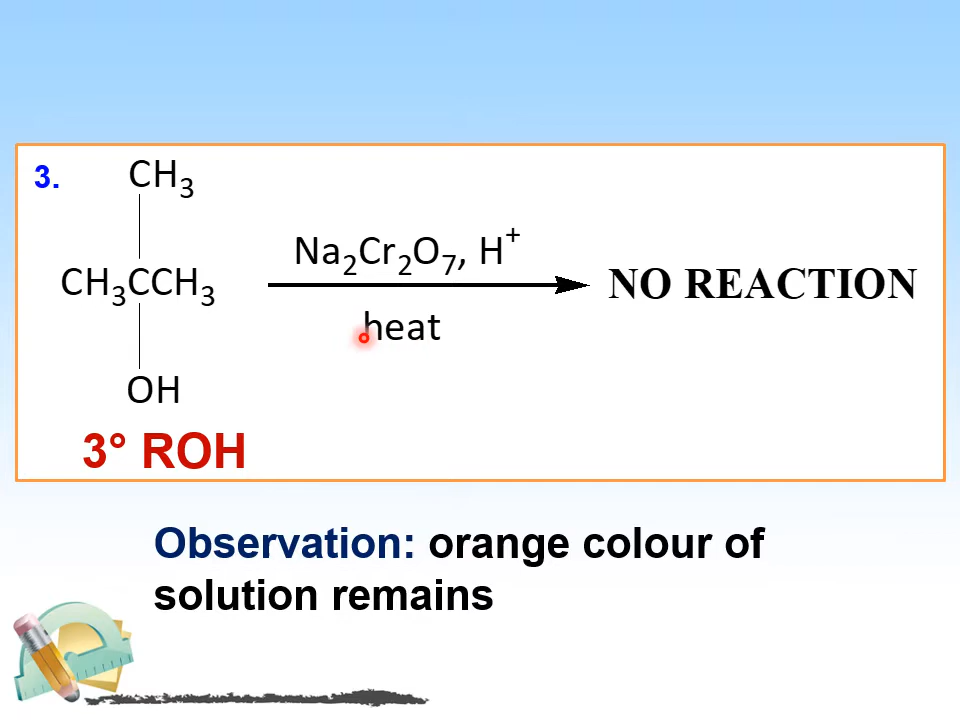 3.
CH₃
CH₃CCH₃
OH
Na₂Cr₂O₇, H⁺
heat
NO REACTION
3° ROH
Observation: orange colour of
solution remains